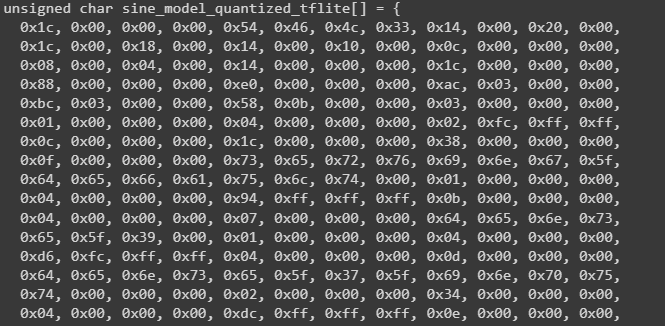 unsigned char sine_model_quantized_tflite[] = {
0x1c, 0x00, 0x00, 0x00, 0x54, 0x46, 0x4c, 0x33, 0x14, 0x00, 0x20, 0x00,
0x1c, 0x00, 0x18, 0x00, 0x14, 0x00, 0x10, 0x00, 0x0c, 0x00, 0x00, 0x00,
0x08, 0x00, 0x04, 0x00, 0x14, 0x00, 0x00, 0x00, 0x1c, 0x00, 0x00, 0x00,
0x88, 0x00, 0x00, 0x00, 0xe0, 0x00, 0x00, 0x00, 0xac, 0x03, 0x00, 0x00,
0xbc, 0x03, 0x00, 0x00, 0x58, 0x0b, 0x00, 0x00, 0x03, 0x00, 0x00, 0x00,
0x01, 0x00, 0x00, 0x00, 0x04, 0x00, 0x00, 0x00, 0x02, 0xfc, 0xff, 0xff,
0x0c, 0x00, 0x00, 0x00, 0x1c, 0x00, 0x00, 0x00, 0x38, 0x00, 0x00, 0x00,
0x0f, 0x00, 0x00, 0x00, 0x73, 0x65, 0x72, 0x76, 0x69, 0x6e, 0x67, 0x5f,
0x64, 0x65, 0x66, 0x61, 0x75, 0x6c, 0x74, 0x00, 0x01, 0x00, 0x00, 0x00,
0x04, 0x00, 0x00, 0x00, 0x94, 0xff, 0xff, 0xff, 0x0b, 0x00, 0x00, 0x00,
0x04, 0x00, 0x00, 0x00, 0x07, 0x00, 0x00, 0x00, 0x64, 0x65, 0x6e, 0x73,
0x65, 0x5f, 0x39, 0x00, 0x01, 0x00, 0x00, 0x00, 0x04, 0x00, 0x00, 0x00,
0xd6, 0xfc, 0xff, 0xff, 0x04, 0x00, 0x00, 0x00, 0x0d, 0x00, 0x00, 0x00,
0x64, 0x65, 0x6e, 0x73, 0x65, 0x5f, 0x37, 0x5f, 0x69, 0x6e, 0x70, 0x75,
0x74, 0x00, 0x00, 0x00, 0x02, 0x00, 0x00, 0x00, 0x34, 0x00, 0x00, 0x00,
0x04, 0x00, 0x00, 0x00, 0xdc, 0xff, 0xff, 0xff, 0x0e, 0x00, 0x00, 0x00,